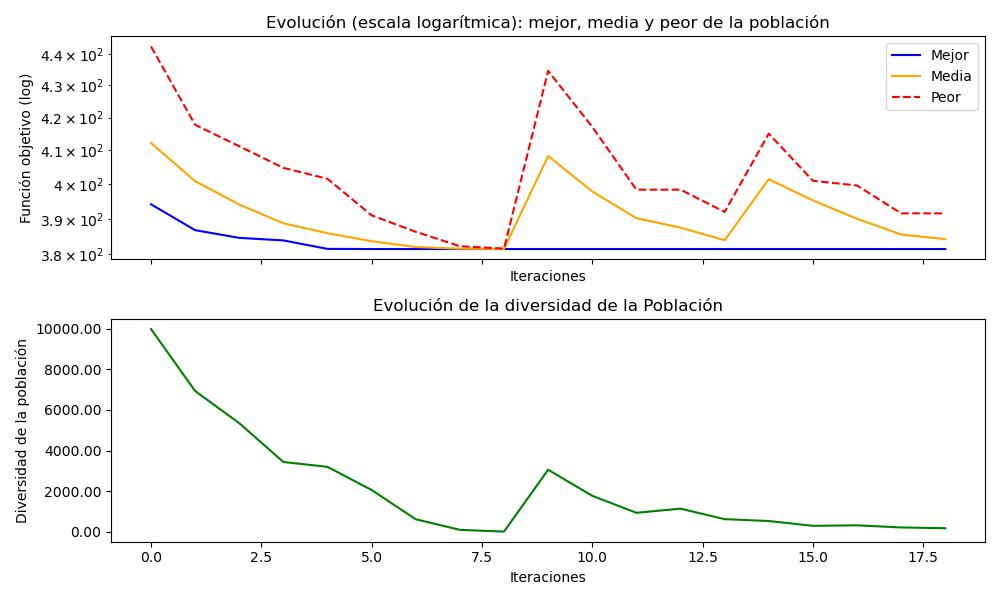 Evolución (escala logarítmica): mejor, media y peor de la población
Función objetivo (log)
4.4 × 10²
4.3 × 10²
4.2 × 10²
4.1 × 10²
4 × 10²
3.9 × 10²
3.8 × 10²
Mejor
Media
Peor
Iteraciones
Evolución de la diversidad de la Población
Diversidad de la población
10000.00
8000.00
6000.00
4000.00
2000.00
0.00
0.0 2.5 5.0 7.5 10.0 12.5 15.0 17.5
Iteraciones